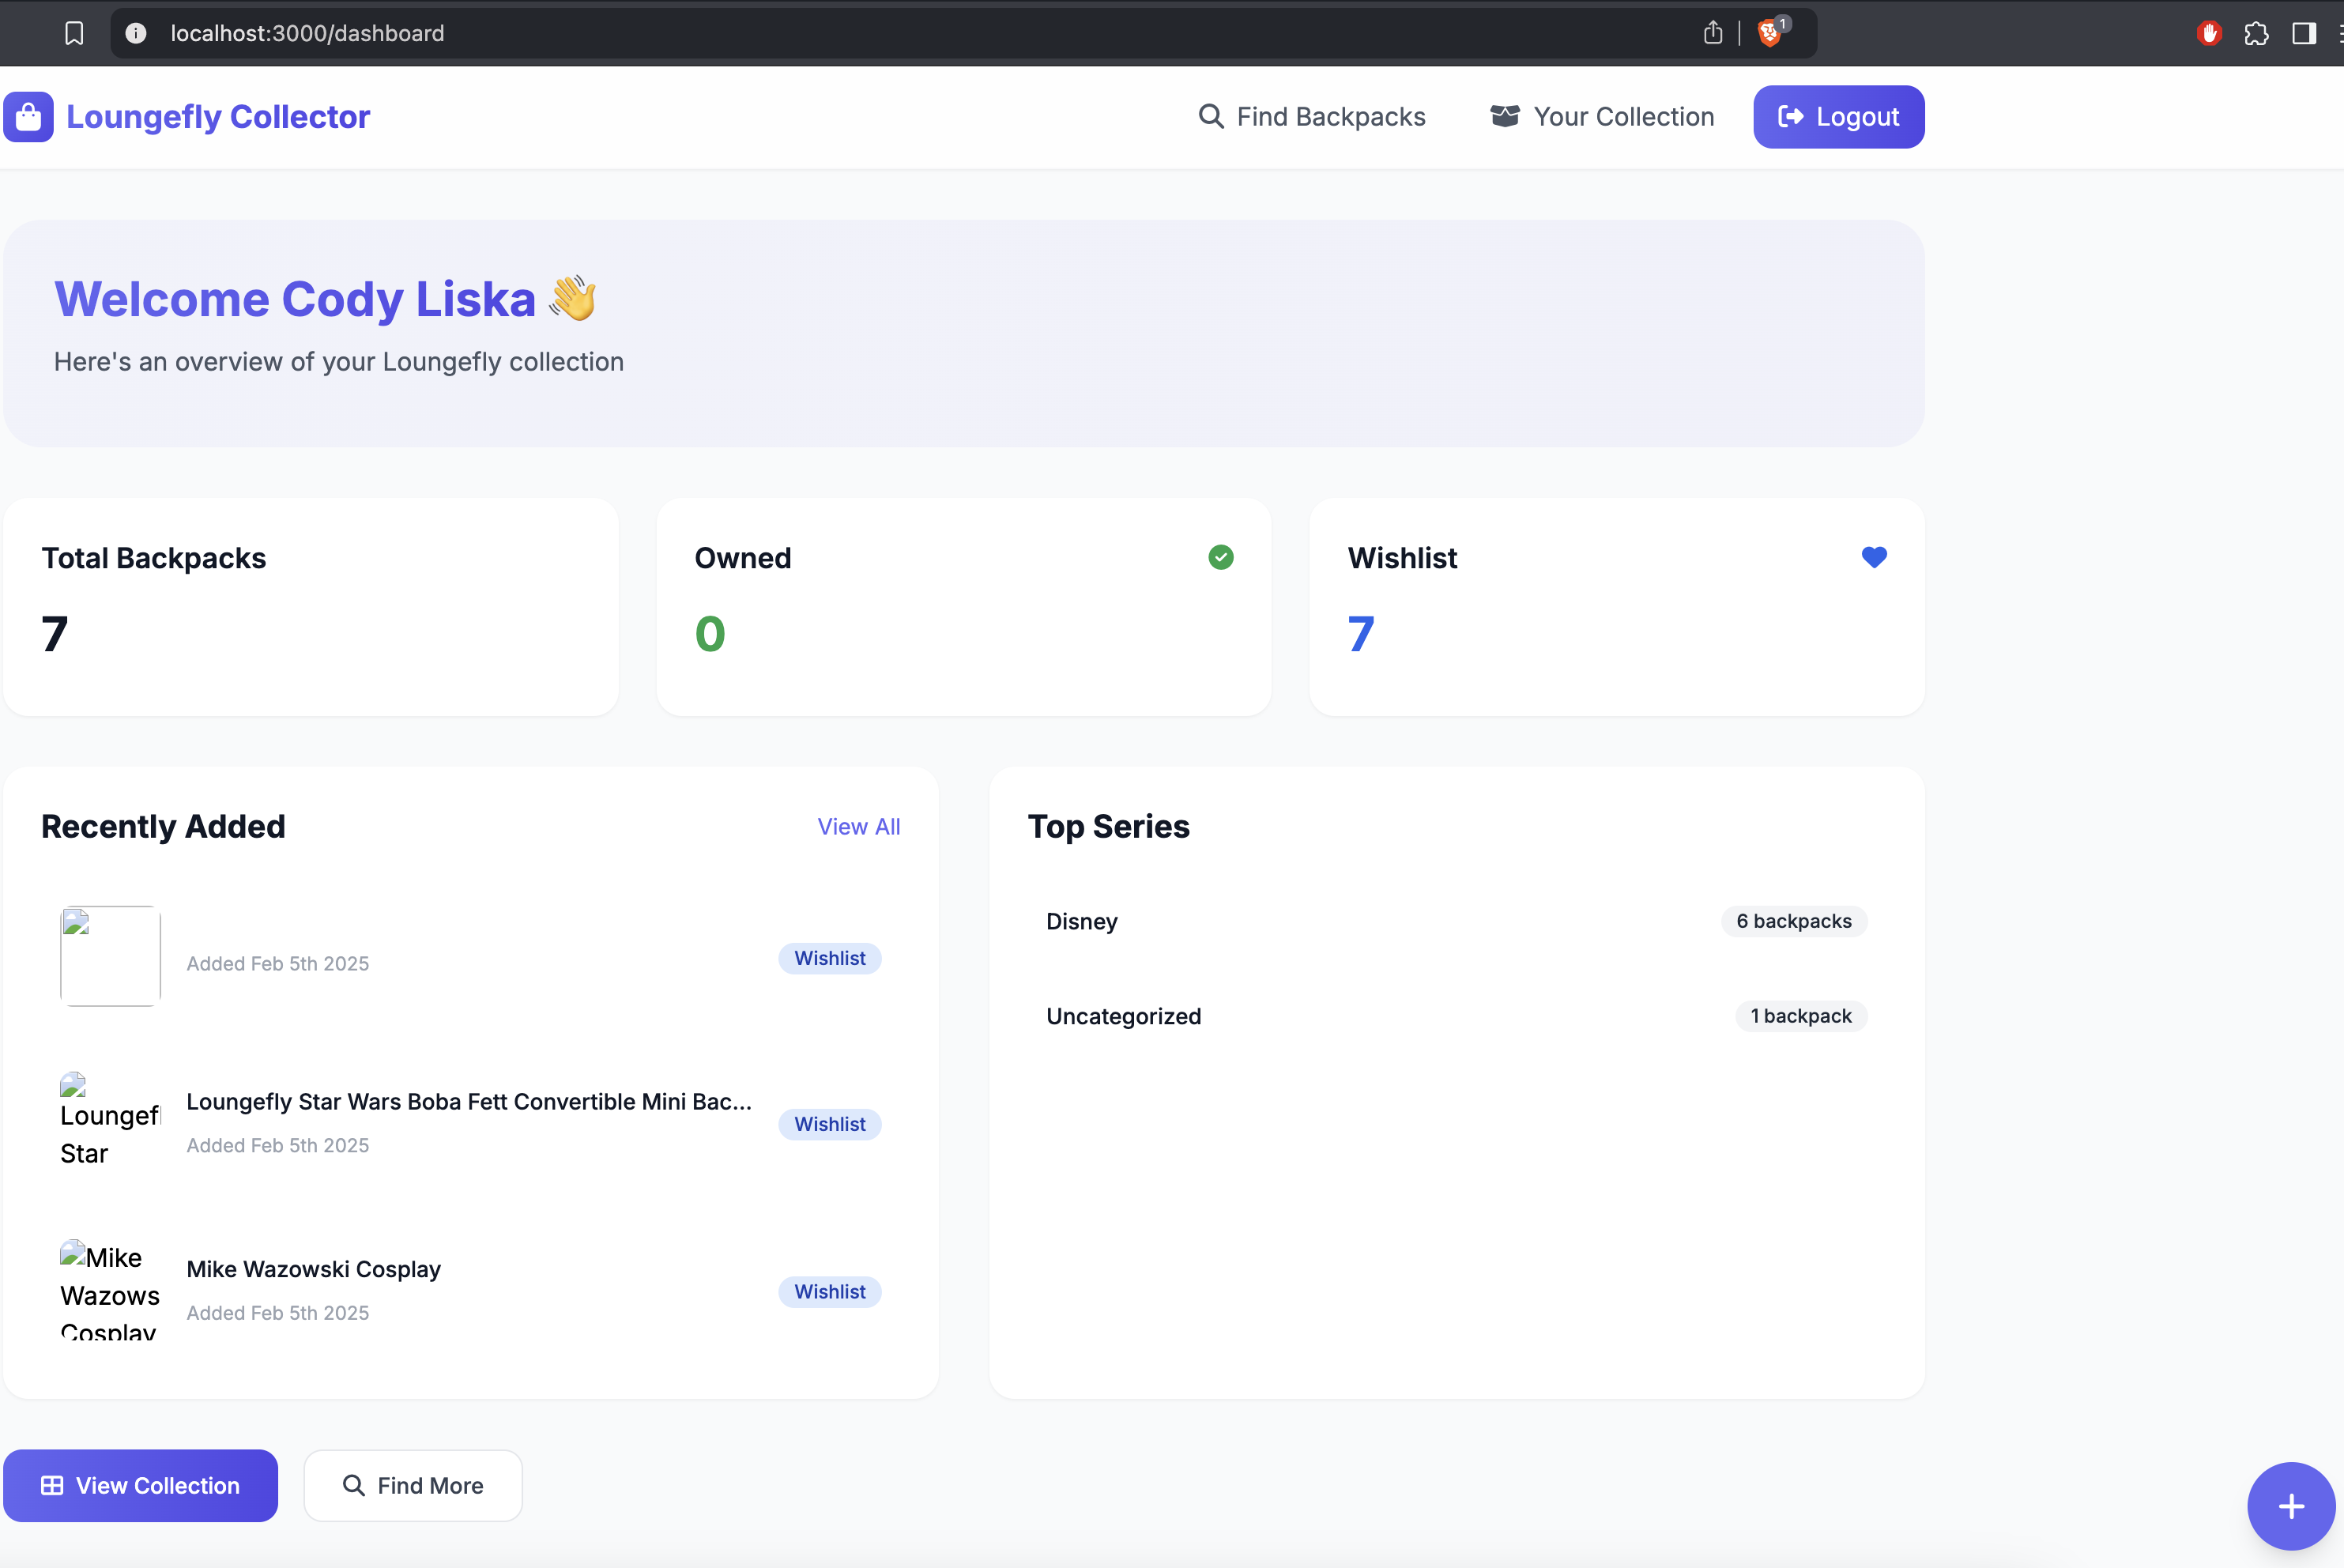 localhost:3000/dashboard
1
Loungefly Collector
Find Backpacks
Your Collection
Logout
Welcome Cody Liska 👋
Here's an overview of your Loungefly collection
Total Backpacks
7
Owned
0
Wishlist
7
Recently Added
View All
Added Feb 5th 2025
Wishlist
Loungefl
Star
Loungefly Star Wars Boba Fett Convertible Mini Bac...
Added Feb 5th 2025
Wishlist
Mike
Wazows
Cosplay
Mike Wazowski Cosplay
Added Feb 5th 2025
Wishlist
Top Series
Disney
6 backpacks
Uncategorized
1 backpack
View Collection
Find More
+